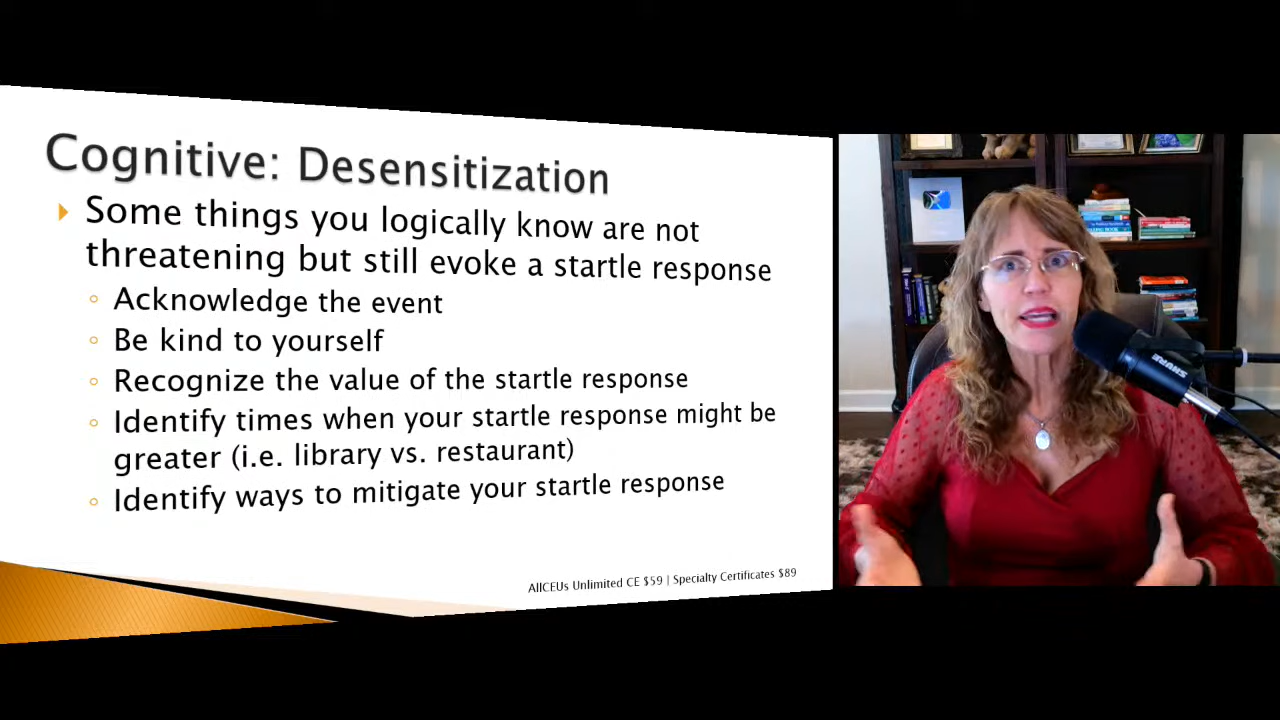 Cognitive: Desensitization
Some things you logically know are not
threatening but still evoke a startle response
Acknowledge the event
Be kind to yourself
Recognize the value of the startle response
Identify times when your startle response might be
greater (i.e. library vs. restaurant)
Identify ways to mitigate your startle response
AllCEUs Unlimited CE $59 | Specialty Certificates $89
SHURE